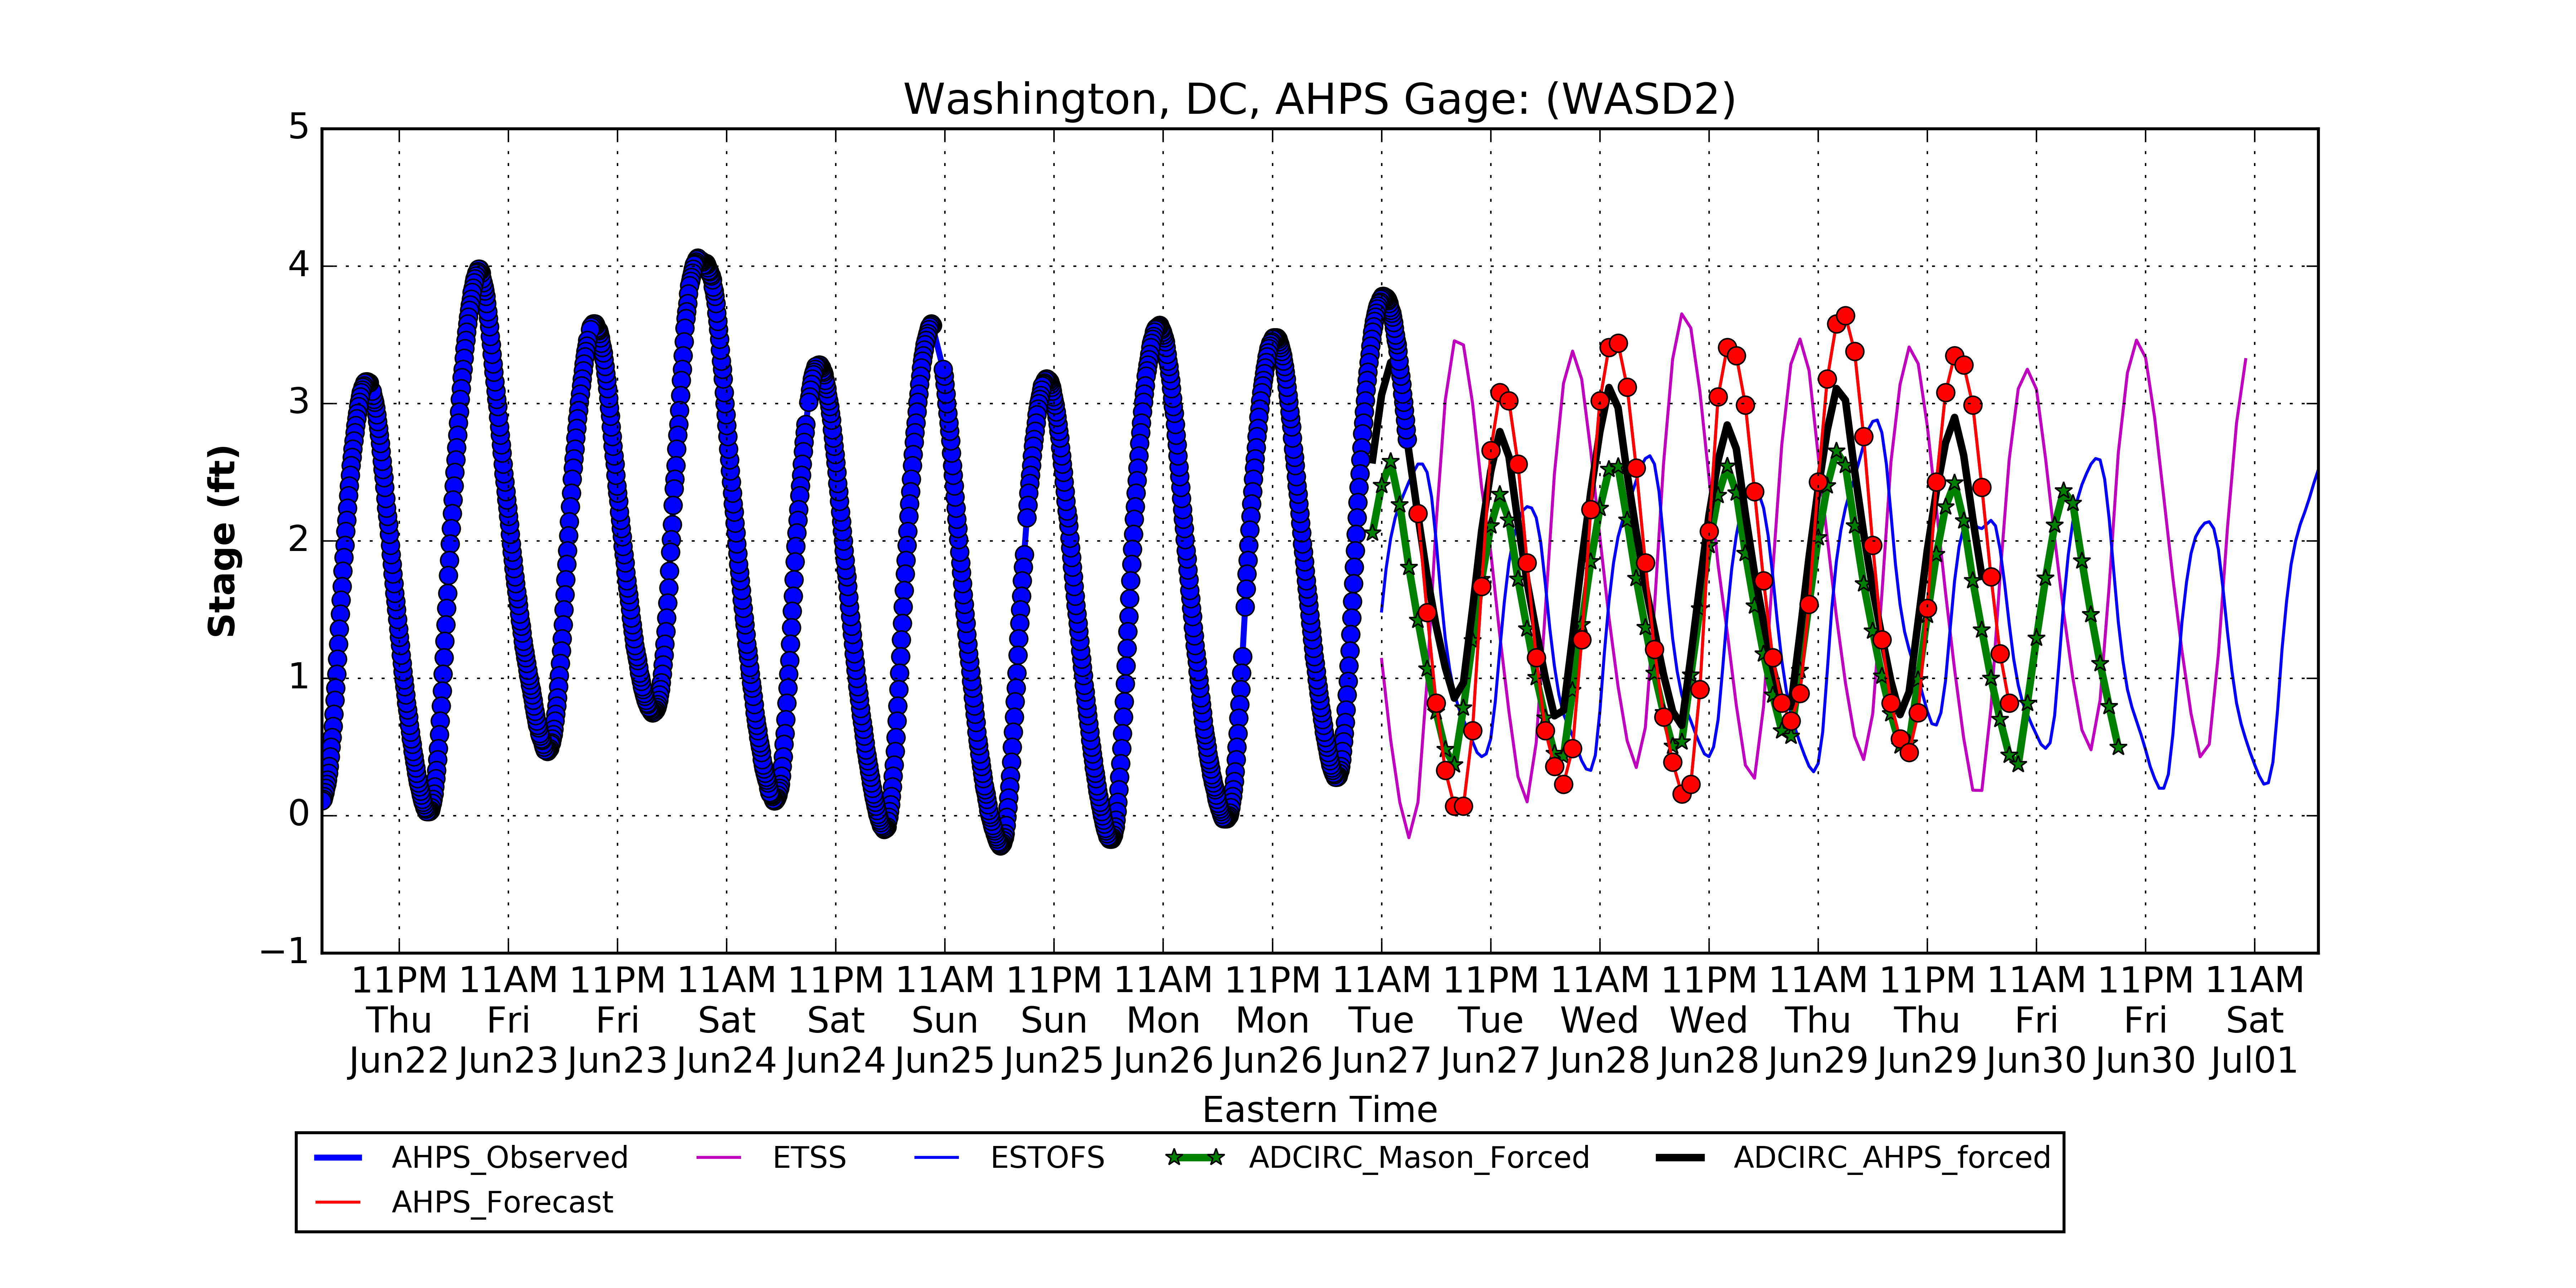 Washington, DC, AHPS Gage: (WASD2)
5
4
3
2
1
0
−1
Stage (ft)
11PM 11AM 11PM 11AM 11PM 11AM 11PM 11AM 11PM 11AM 11PM 11AM 11PM 11AM 11PM 11AM 11PM 11AM
Thu Fri Fri Sat Sat Sun Sun Mon Mon Tue Tue Wed Wed Thu Thu Fri Fri Sat
Jun22 Jun23 Jun23 Jun24 Jun24 Jun25 Jun25 Jun26 Jun26 Jun27 Jun27 Jun28 Jun28 Jun29 Jun29 Jun30 Jun30 Jul01
Eastern Time
AHPS_Observed ETSS ESTOFS ADCIRC_Mason_Forced ADCIRC_AHPS_forced
AHPS_Forecast